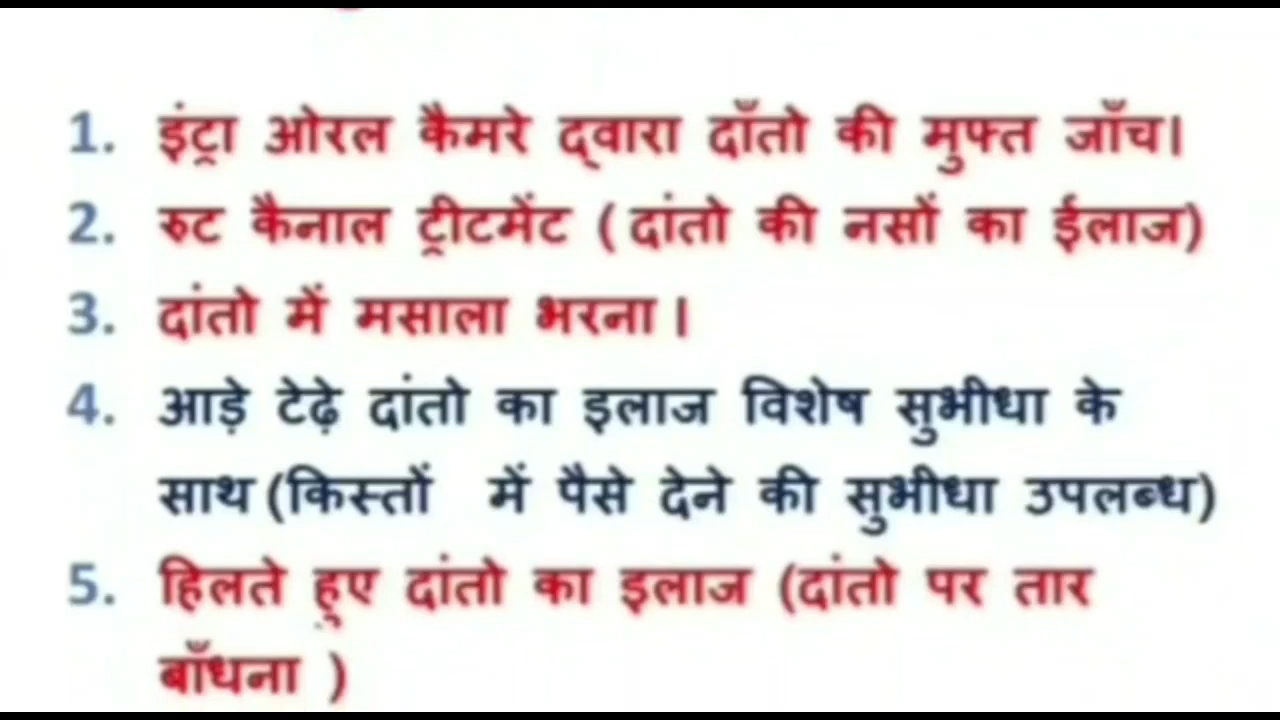 1. इंट्रा ओरल कैमरे द्वारा दाँतो की मुफ्त जाँच।
2. रुट कैनाल ट्रीटमेंट ( दांतो की नसों का ईलाज)
3. दांतो में मसाला भरना ।
4. आड़े टेढ़े दांतो का इलाज विशेष सुभीधा के
साथ (किस्तों में पैसे देने की सुभीधा उपलब्ध)
5. हिलते हुए दांतो का इलाज (दांतो पर तार
बाँधना )